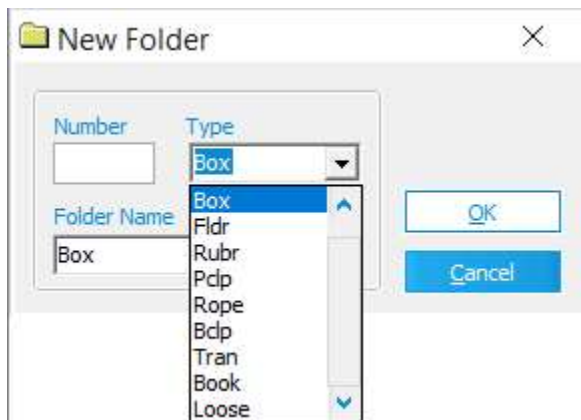 New Folder
Number Type
Box
Folder Name
Box
Box
Fldr
Rubr
Pclp
Rope
Bclp
Tran
Book
Loose
OK
Cancel